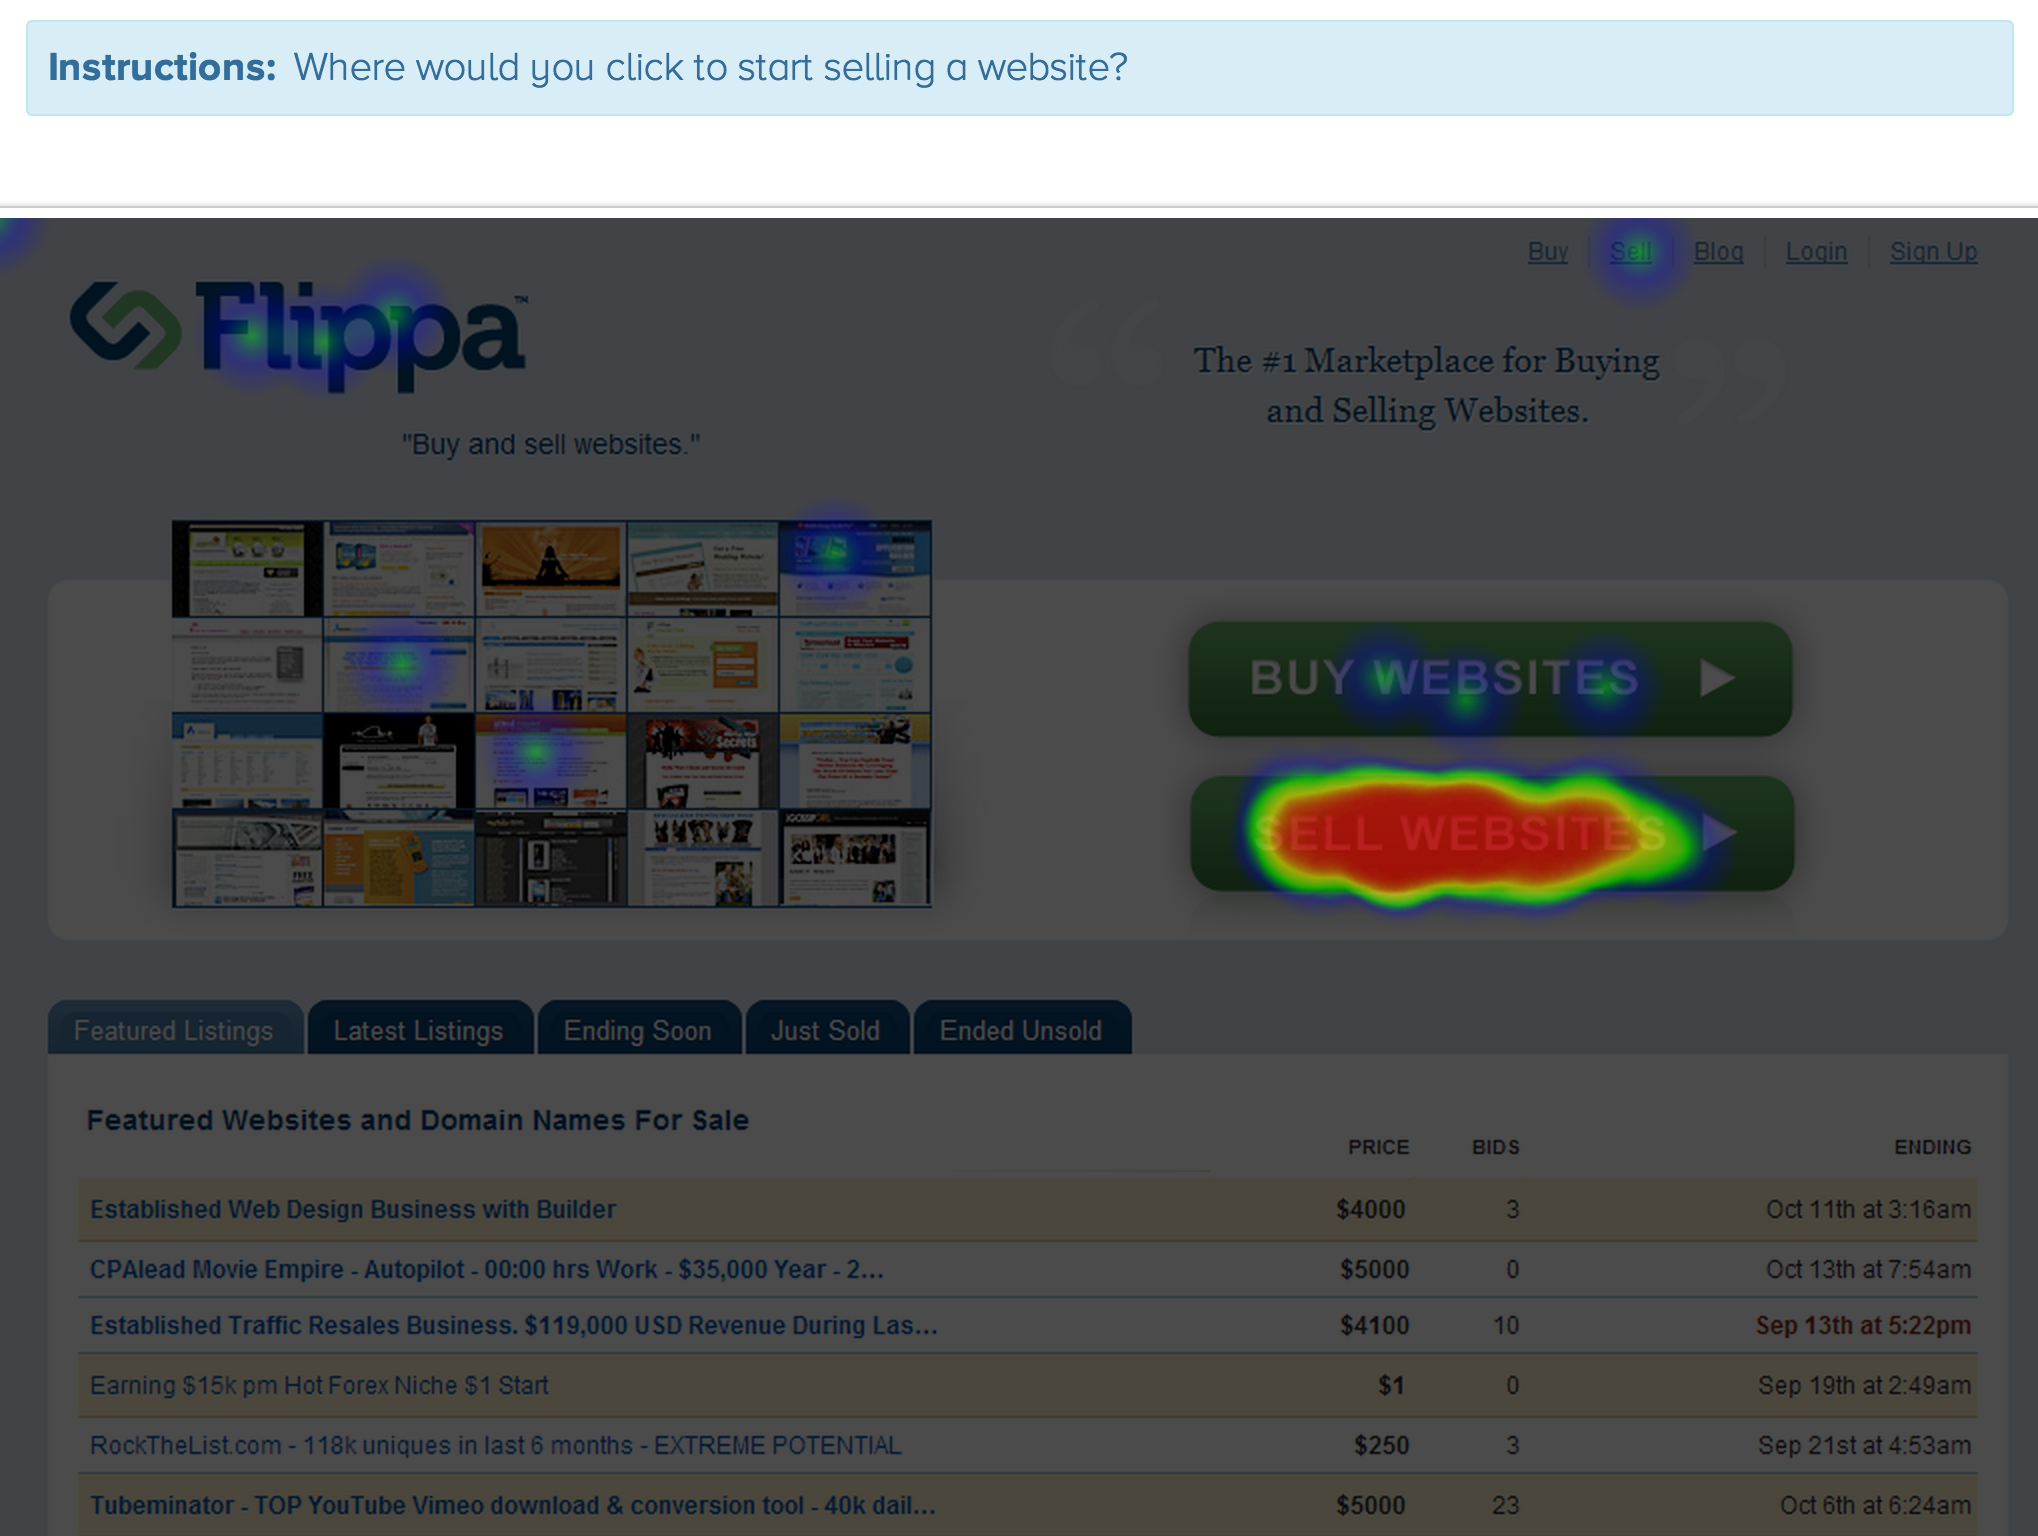 Instructions: Where would you click to start selling a website?
Buy Sell Blog Login Sign Up
Flippa™
"Buy and sell websites."
“ The #1 Marketplace for Buying ”
and Selling Websites.
BUY WEBSITES
SELL WEBSITES
Featured Listings Latest Listings Ending Soon Just Sold Ended Unsold
Featured Websites and Domain Names For Sale
PRICE BIDS ENDING
Established Web Design Business with Builder $4000 3 Oct 11th at 3:16am
CPAlead Movie Empire - Autopilot - 00:00 hrs Work - $35,000 Year - 2... $5000 0 Oct 13th at 7:54am
Established Traffic Resales Business. $119,000 USD Revenue During Las... $4100 10 Sep 13th at 5:22pm
Earning $15k pm Hot Forex Niche $1 Start $1 0 Sep 19th at 2:49am
RockTheList.com - 118k uniques in last 6 months - EXTREME POTENTIAL $250 3 Sep 21st at 4:53am
Tubeminator - TOP YouTube Vimeo download & conversion tool - 40k dail... $5000 23 Oct 6th at 6:24am